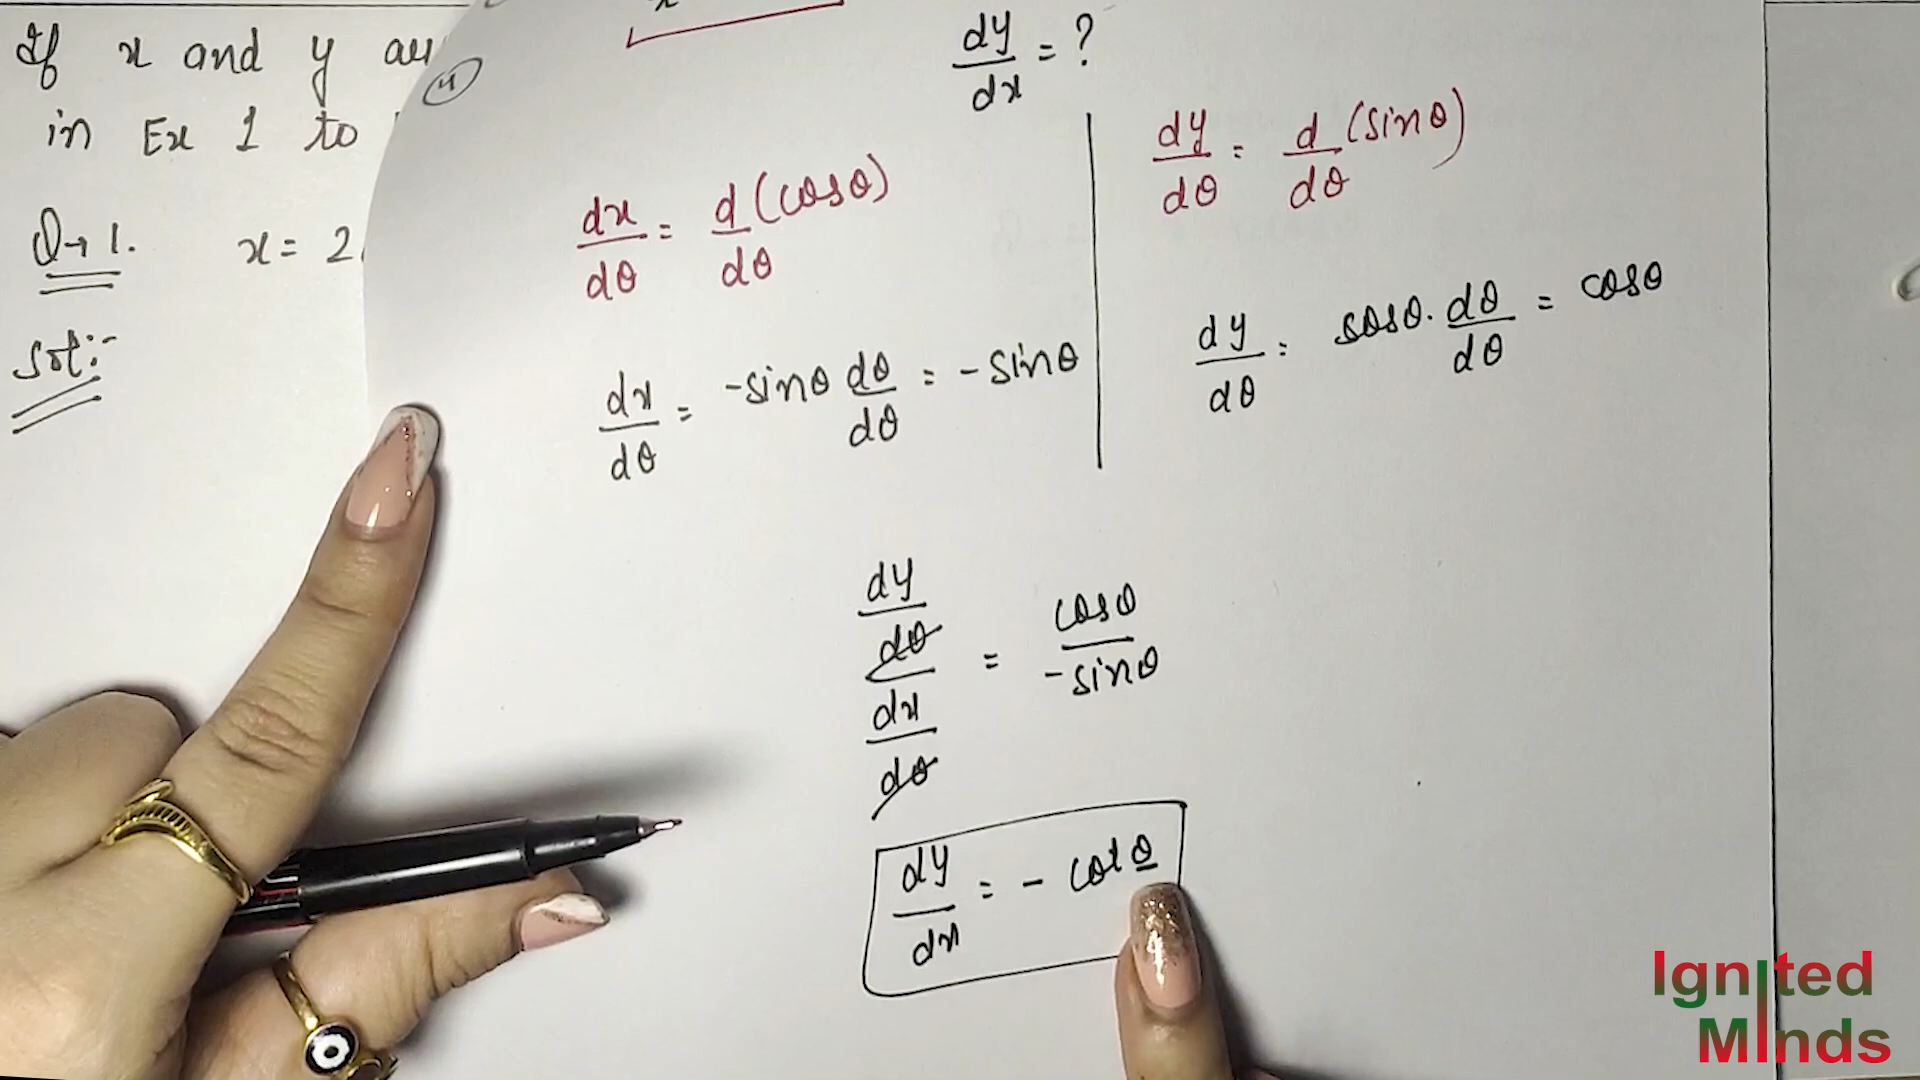 If x and y
in Ex 1 to
Q→1. x = 2
Sol:-
(4)
x
dy/dx = ?
dx/dθ = d/dθ (cosθ)
dx/dθ = -sinθ dθ/dθ = -sinθ
dy/dθ = d/dθ (sinθ)
dy/dθ = cosθ. dθ/dθ = cosθ
dy/dθ / dx/dθ = cosθ/-sinθ
dy/dx = - cotθ
Ignited
Minds